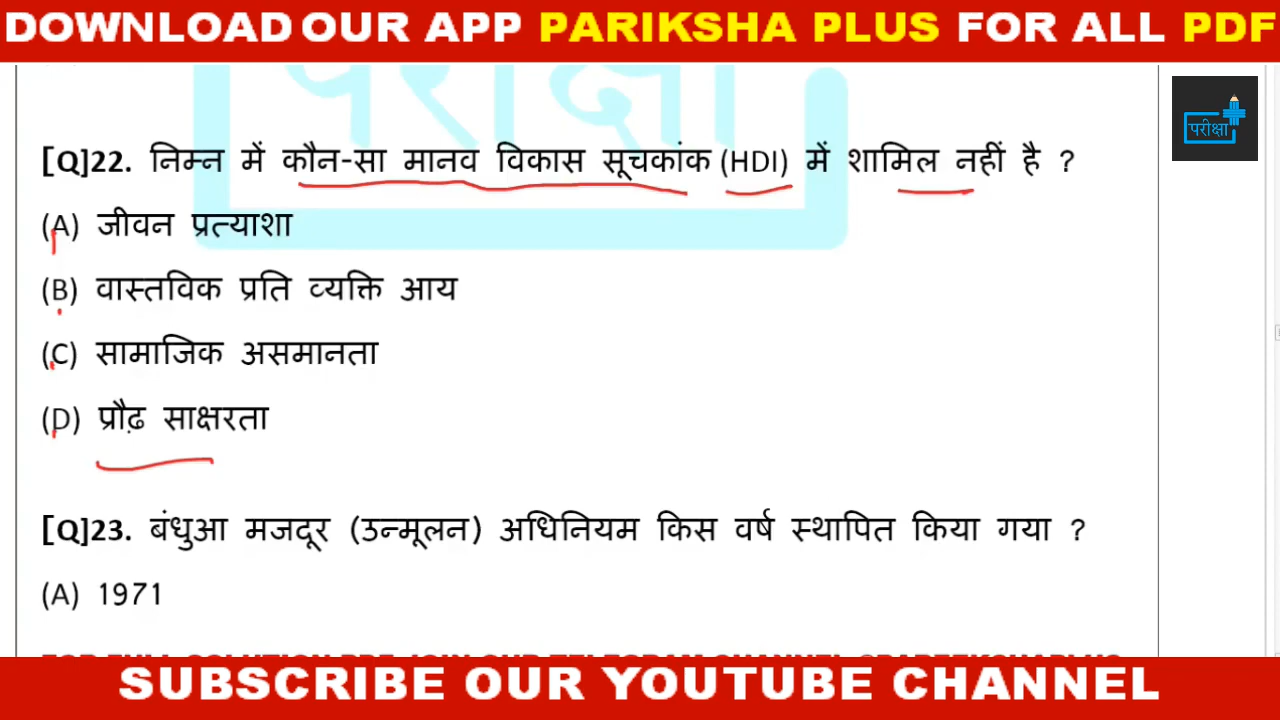 DOWNLOAD OUR APP PARIKSHA PLUS FOR ALL PDF
परीक्षा
परीक्षा
[Q]22. निम्न में कौन-सा मानव विकास सूचकांक (HDI) में शामिल नहीं है ?
(A) जीवन प्रत्याशा
(B) वास्तविक प्रति व्यक्ति आय
(C) सामाजिक असमानता
(D) प्रौढ़ साक्षरता
[Q]23. बंधुआ मजदूर (उन्मूलन) अधिनियम किस वर्ष स्थापित किया गया ?
(A) 1971
SUBSCRIBE OUR YOUTUBE CHANNEL